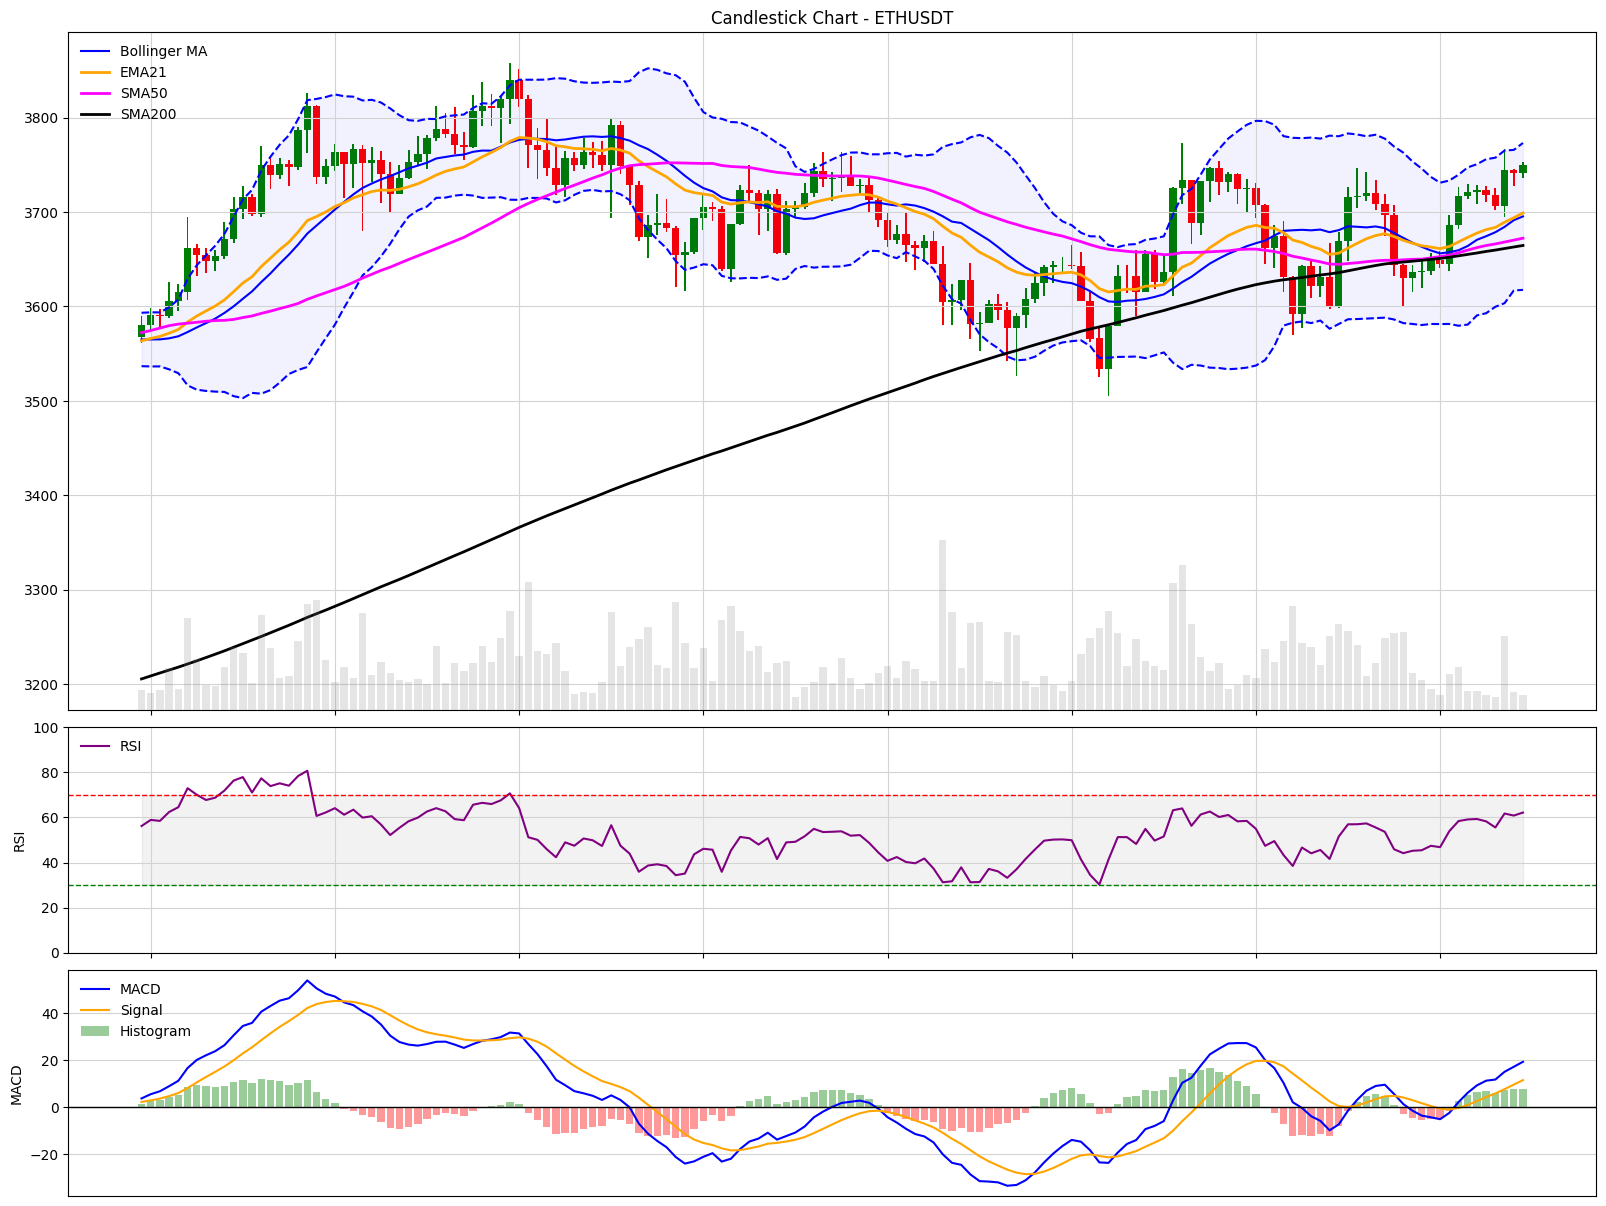 Candlestick Chart - ETHUSDT
Bollinger MA
EMA21
SMA50
SMA200
3800
3700
3600
3500
3400
3300
3200
RSI
100
80
60
40
20
0
RSI
MACD
Signal
Histogram
40
20
0
−20
MACD